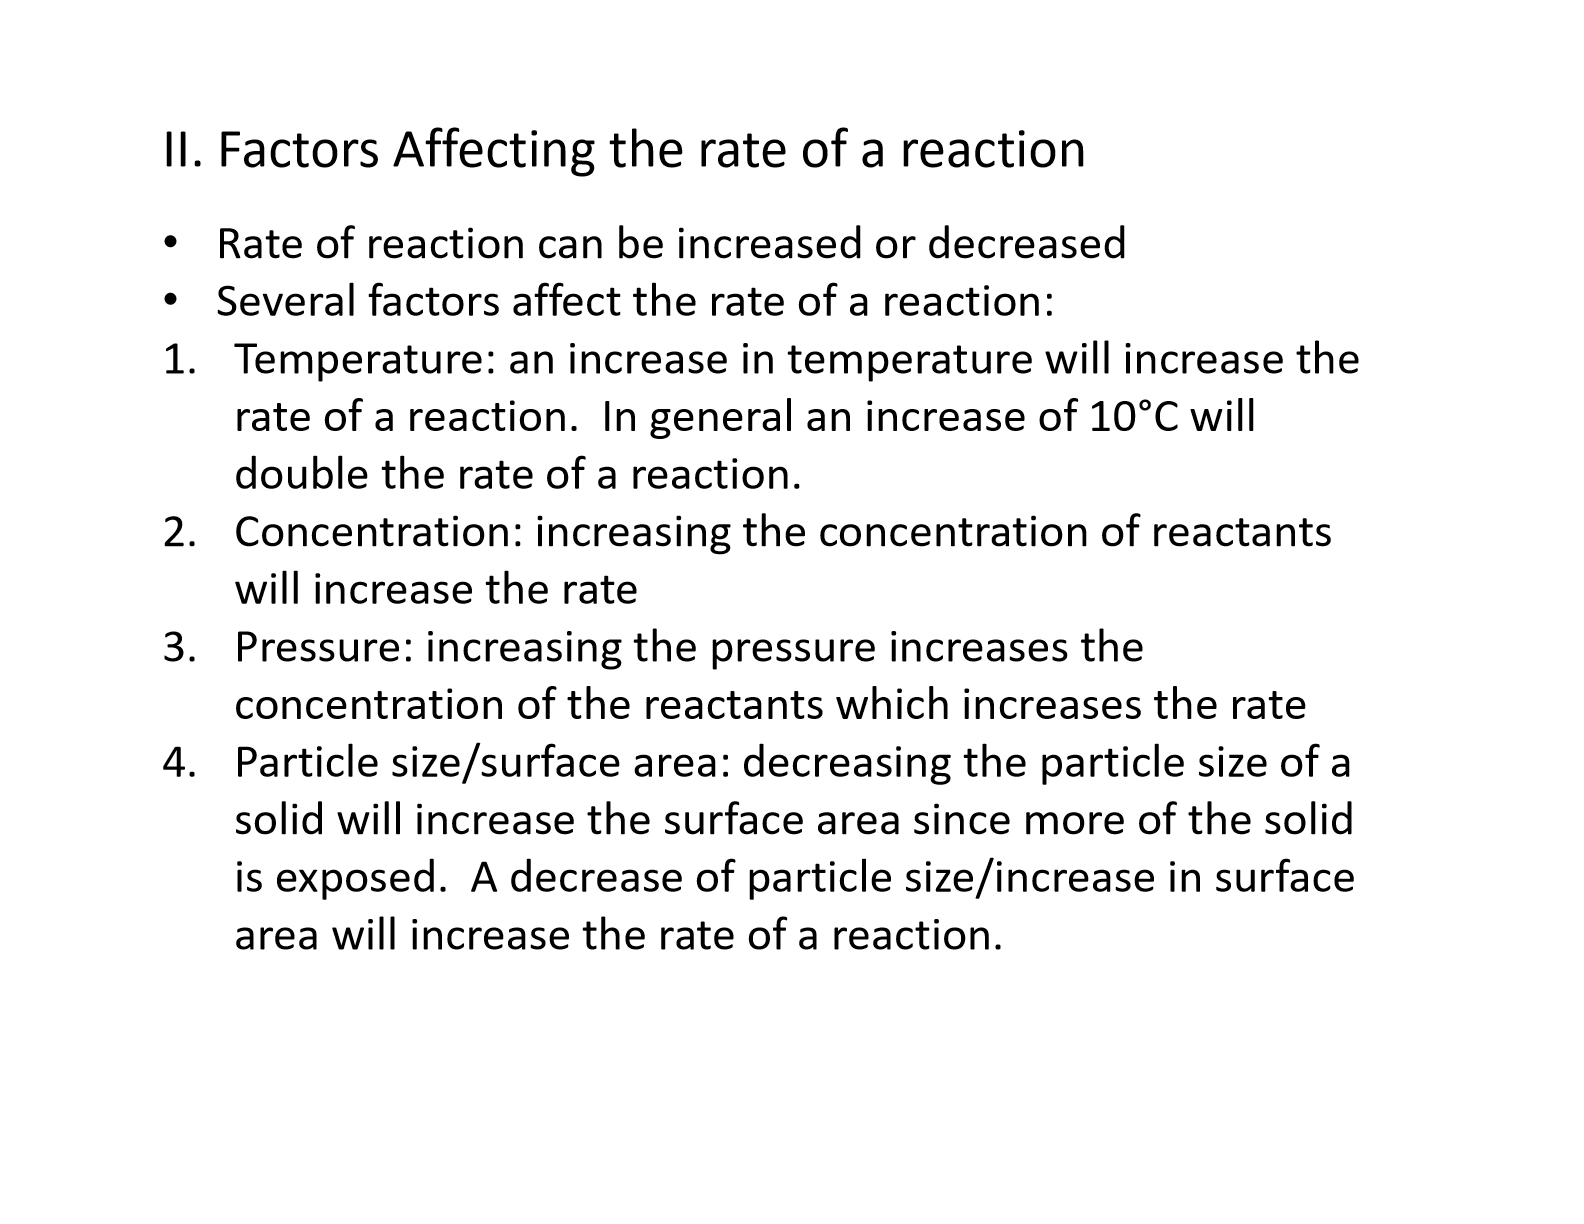 II. Factors Affecting the rate of a reaction
• Rate of reaction can be increased or decreased
• Several factors affect the rate of a reaction:
1. Temperature: an increase in temperature will increase the
rate of a reaction.  In general an increase of 10°C will
double the rate of a reaction.
2. Concentration: increasing the concentration of reactants
will increase the rate
3. Pressure: increasing the pressure increases the
concentration of the reactants which increases the rate
4. Particle size/surface area: decreasing the particle size of a
solid will increase the surface area since more of the solid
is exposed.  A decrease of particle size/increase in surface
area will increase the rate of a reaction.